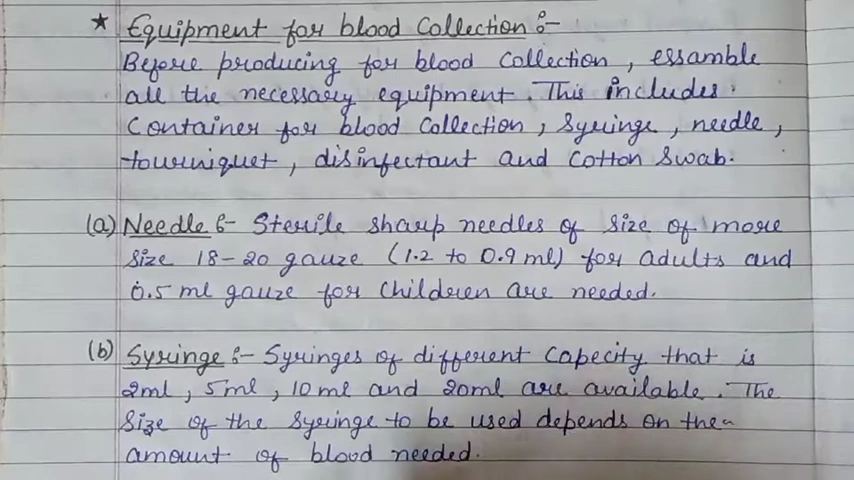 * Equipment for blood Collection :-
Before producing for blood Collection, essamble
all the necessary equipment. This includes.
Container for blood Collection, Syringe, needle,
tourniquet, disinfectant and Cotton Swab.
(a) Needle :- Sterile sharp needles of size of more
size 18-20 gauze (1.2 to 0.9 ml) for adults and
0.5 ml gauze for children are needed.
(b) Syringe :- Syringes of different Capecity that is
2ml, 5ml, 10ml and 20ml are available. The
Size of the Syringe to be used depends on the
amount of blood needed.